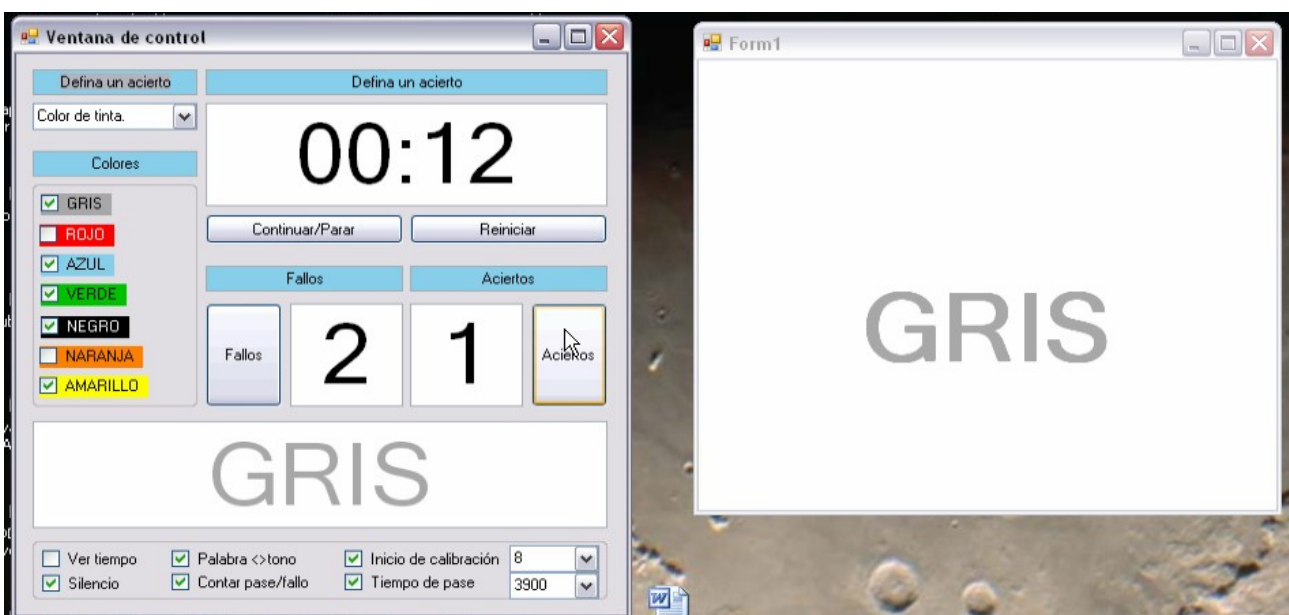 Ventana de control
Defina un acierto
Color de tinta.
Colores
GRIS
ROJO
AZUL
VERDE
NEGRO
NARANJA
AMARILLO
Defina un acierto
00:12
Continuar/Parar
Reiniciar
Fallos
Aciertos
Fallos
2
1
GRIS
Ver tiempo
Palabra <>tono
Inicio de calibración
8
Silencio
Contar pase/fallo
Tiempo de pase
3900
Form1
GRIS
W